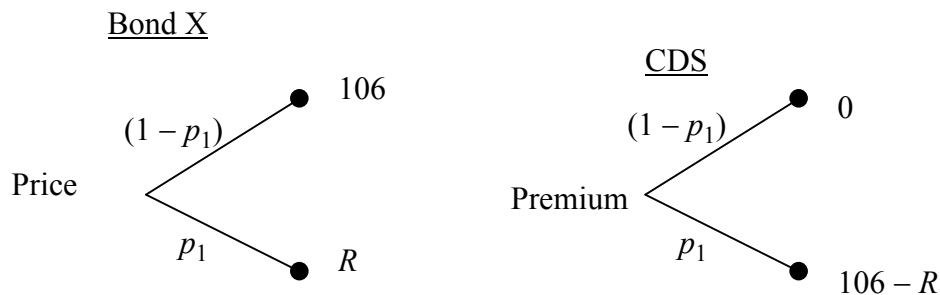 Bond X
106
(1 – p₁)
Price
p₁
R
CDS
0
(1 – p₁)
Premium
p₁
106 – R